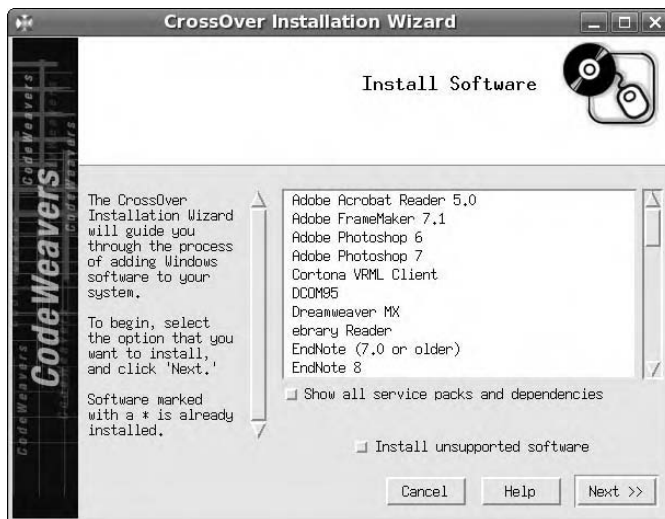 CrossOver Installation Wizard
Install Software
CodeWeavers
CodeWeavers
CodeWeavers
CodeWeavers
CodeWeavers
The CrossOver
Installation Wizard
will guide you
through the process
of adding Windows
software to your
system.
To begin, select
the option that you
want to install,
and click 'Next.'
Software marked
with a * is already
installed.
Adobe Acrobat Reader 5.0
Adobe FrameMaker 7.1
Adobe Photoshop 6
Adobe Photoshop 7
Cortona VRML Client
DCOM95
Dreamweaver MX
ebrary Reader
EndNote (7.0 or older)
EndNote 8
Show all service packs and dependencies
Install unsupported software
Cancel
Help
Next >>